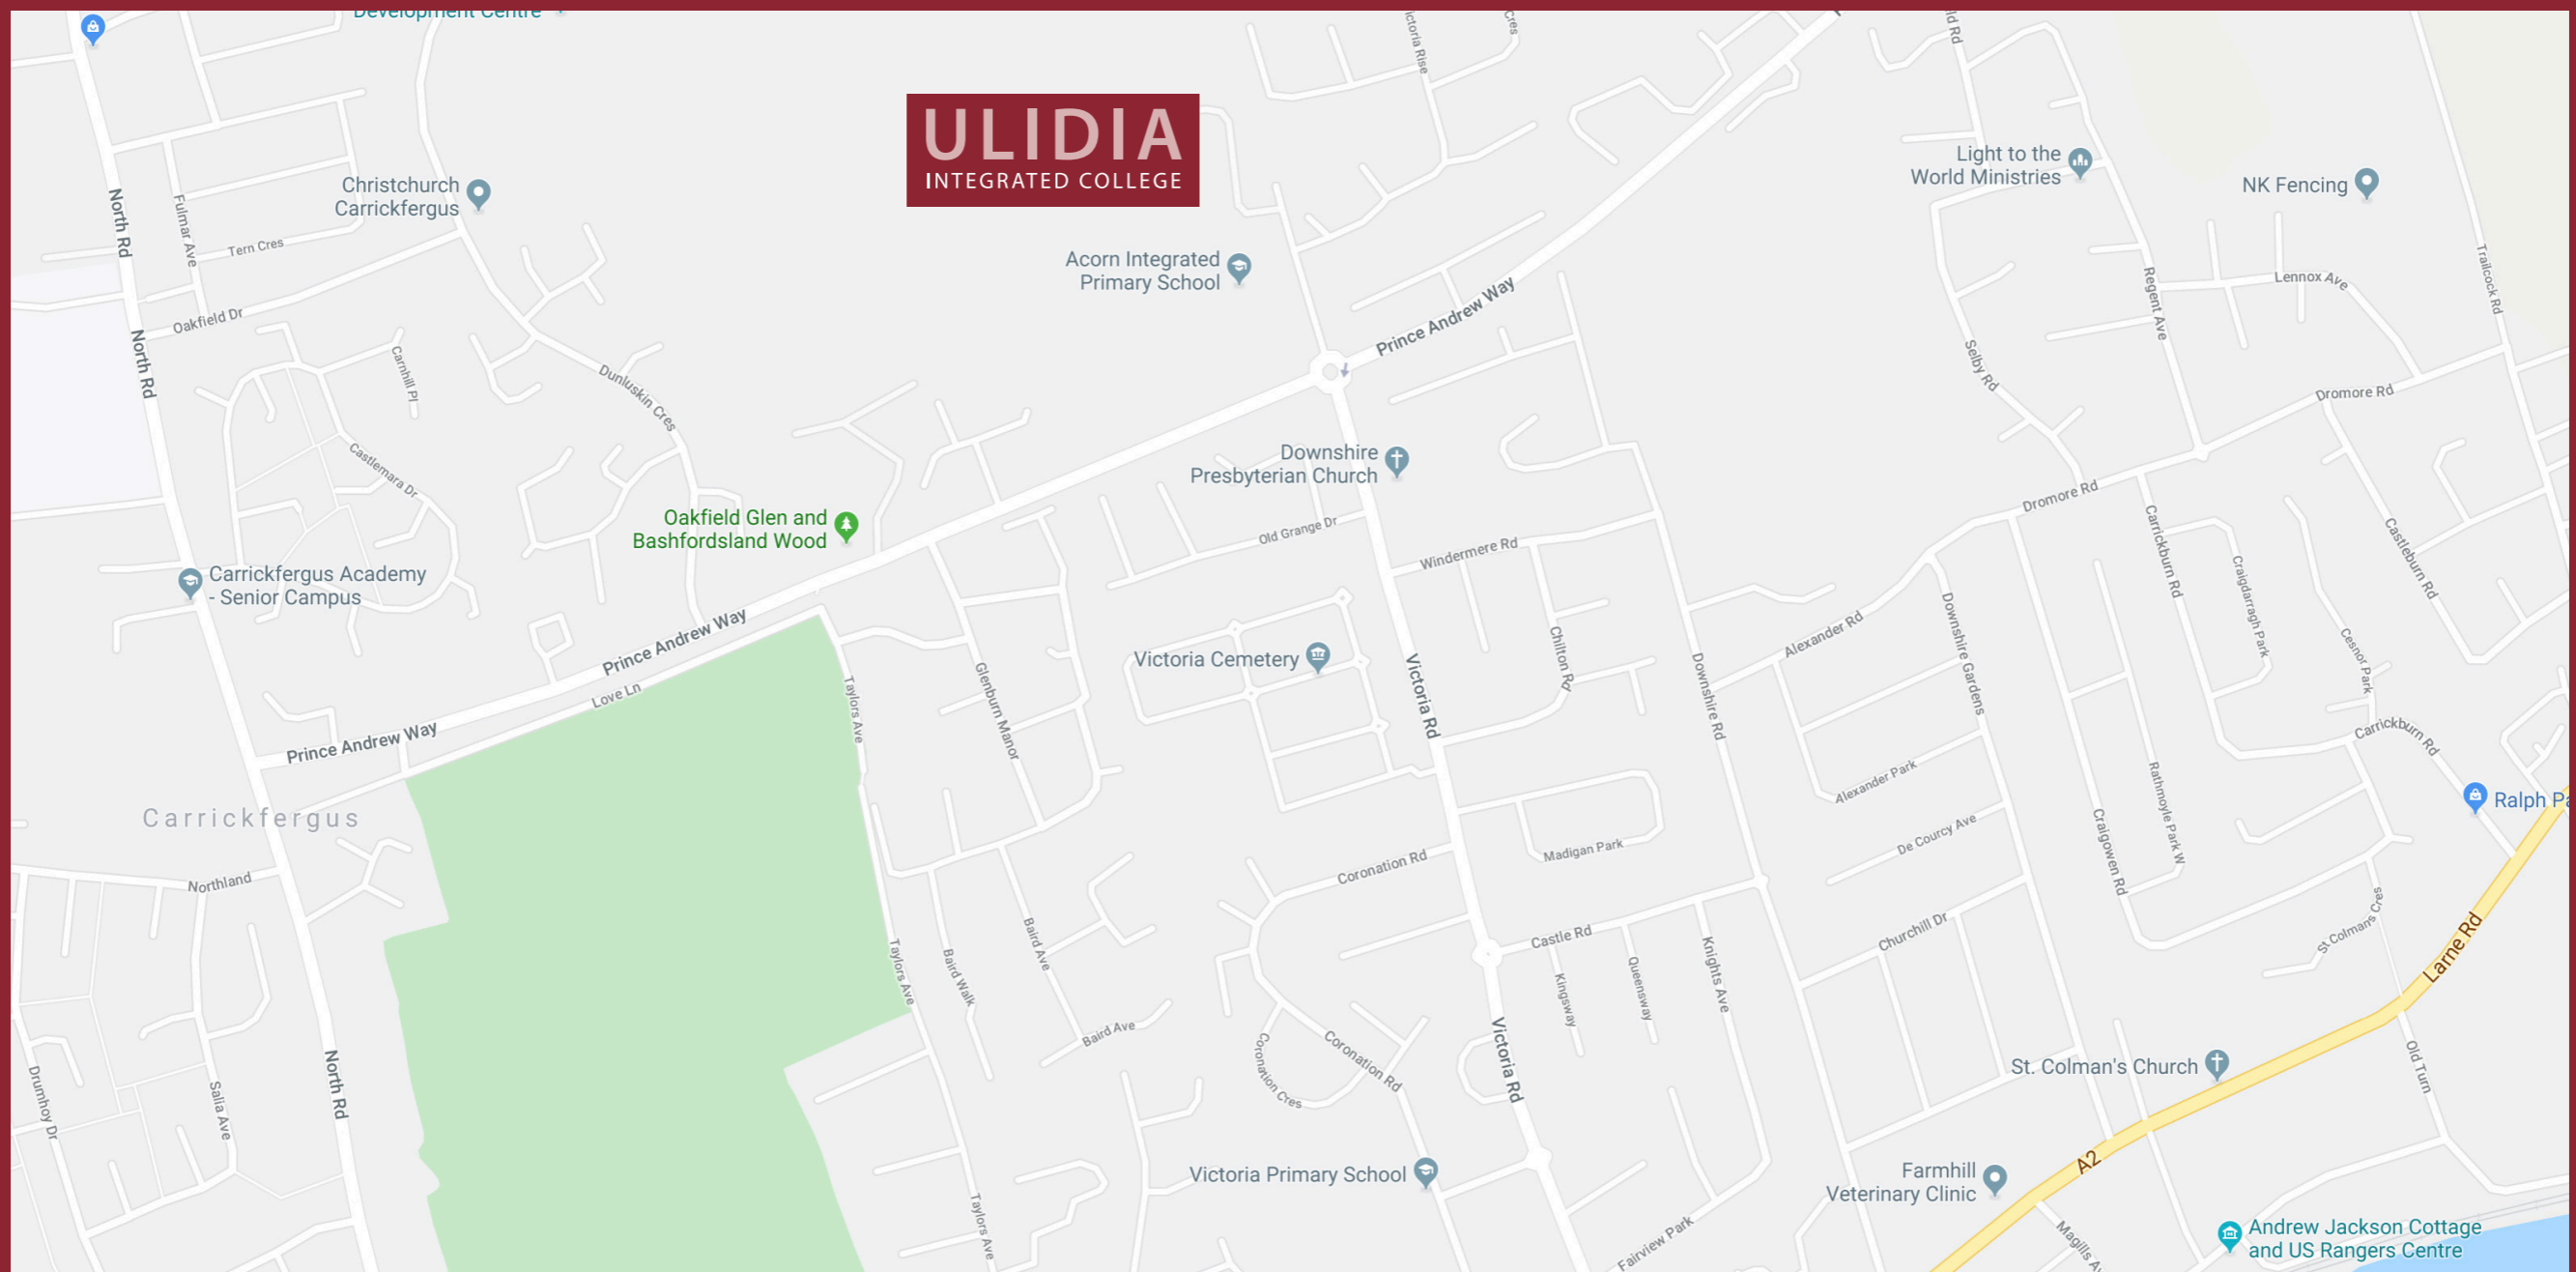 Development Centre
ictoria Rise
Cres
ld Rd
ULIDIA
INTEGRATED COLLEGE
Light to the
World Ministries
NK Fencing
Christchurch
Carrickfergus
North Rd
Fulmar Ave
Tern Cres
Acorn Integrated
Primary School
Oakfield Dr
North Rd
Prince Andrew Way
Regent Ave
Lennox Ave
Trailcock Rd
Carnhill Pl
Dunluskin Cres
Selby Rd
Dromore Rd
Castlemara Dr
Downshire
Presbyterian Church
Dromore Rd
Oakfield Glen and
Bashfordsland Wood
Old Grange Dr
Windermere Rd
Carrickburn Rd
Castleburn Rd
Carrickfergus Academy
- Senior Campus
Craigdarragh Park
Prince Andrew Way
Love Ln
Taylors Ave
Glenburn Manor
Victoria Cemetery
Victoria Rd
Chilton Rd
Downshire Rd
Alexander Rd
Downshire Gardens
Cesnor Park
Prince Andrew Way
Carrickburn Rd
Alexander Park
Rathmoyle Park W
Ralph Pa
Carrickfergus
Craigowen Rd
De Courcy Ave
Madigan Park
Coronation Rd
Northland
Churchill Dr
St Colmans Cres
Larne Rd
Castle Rd
Taylors Ave
Baird Walk
Baird Ave
Kingsway
Queensway
Knights Ave
Baird Ave
Coronation Cres
Coronation Rd
Victoria Rd
North Rd
Drumhoy Dr
Salia Ave
St. Colman's Church
Old Turn
A2
Victoria Primary School
Farmhill
Veterinary Clinic
Taylors Ave
Fairview Park
Magills Av
Andrew Jackson Cottage
and US Rangers Centre